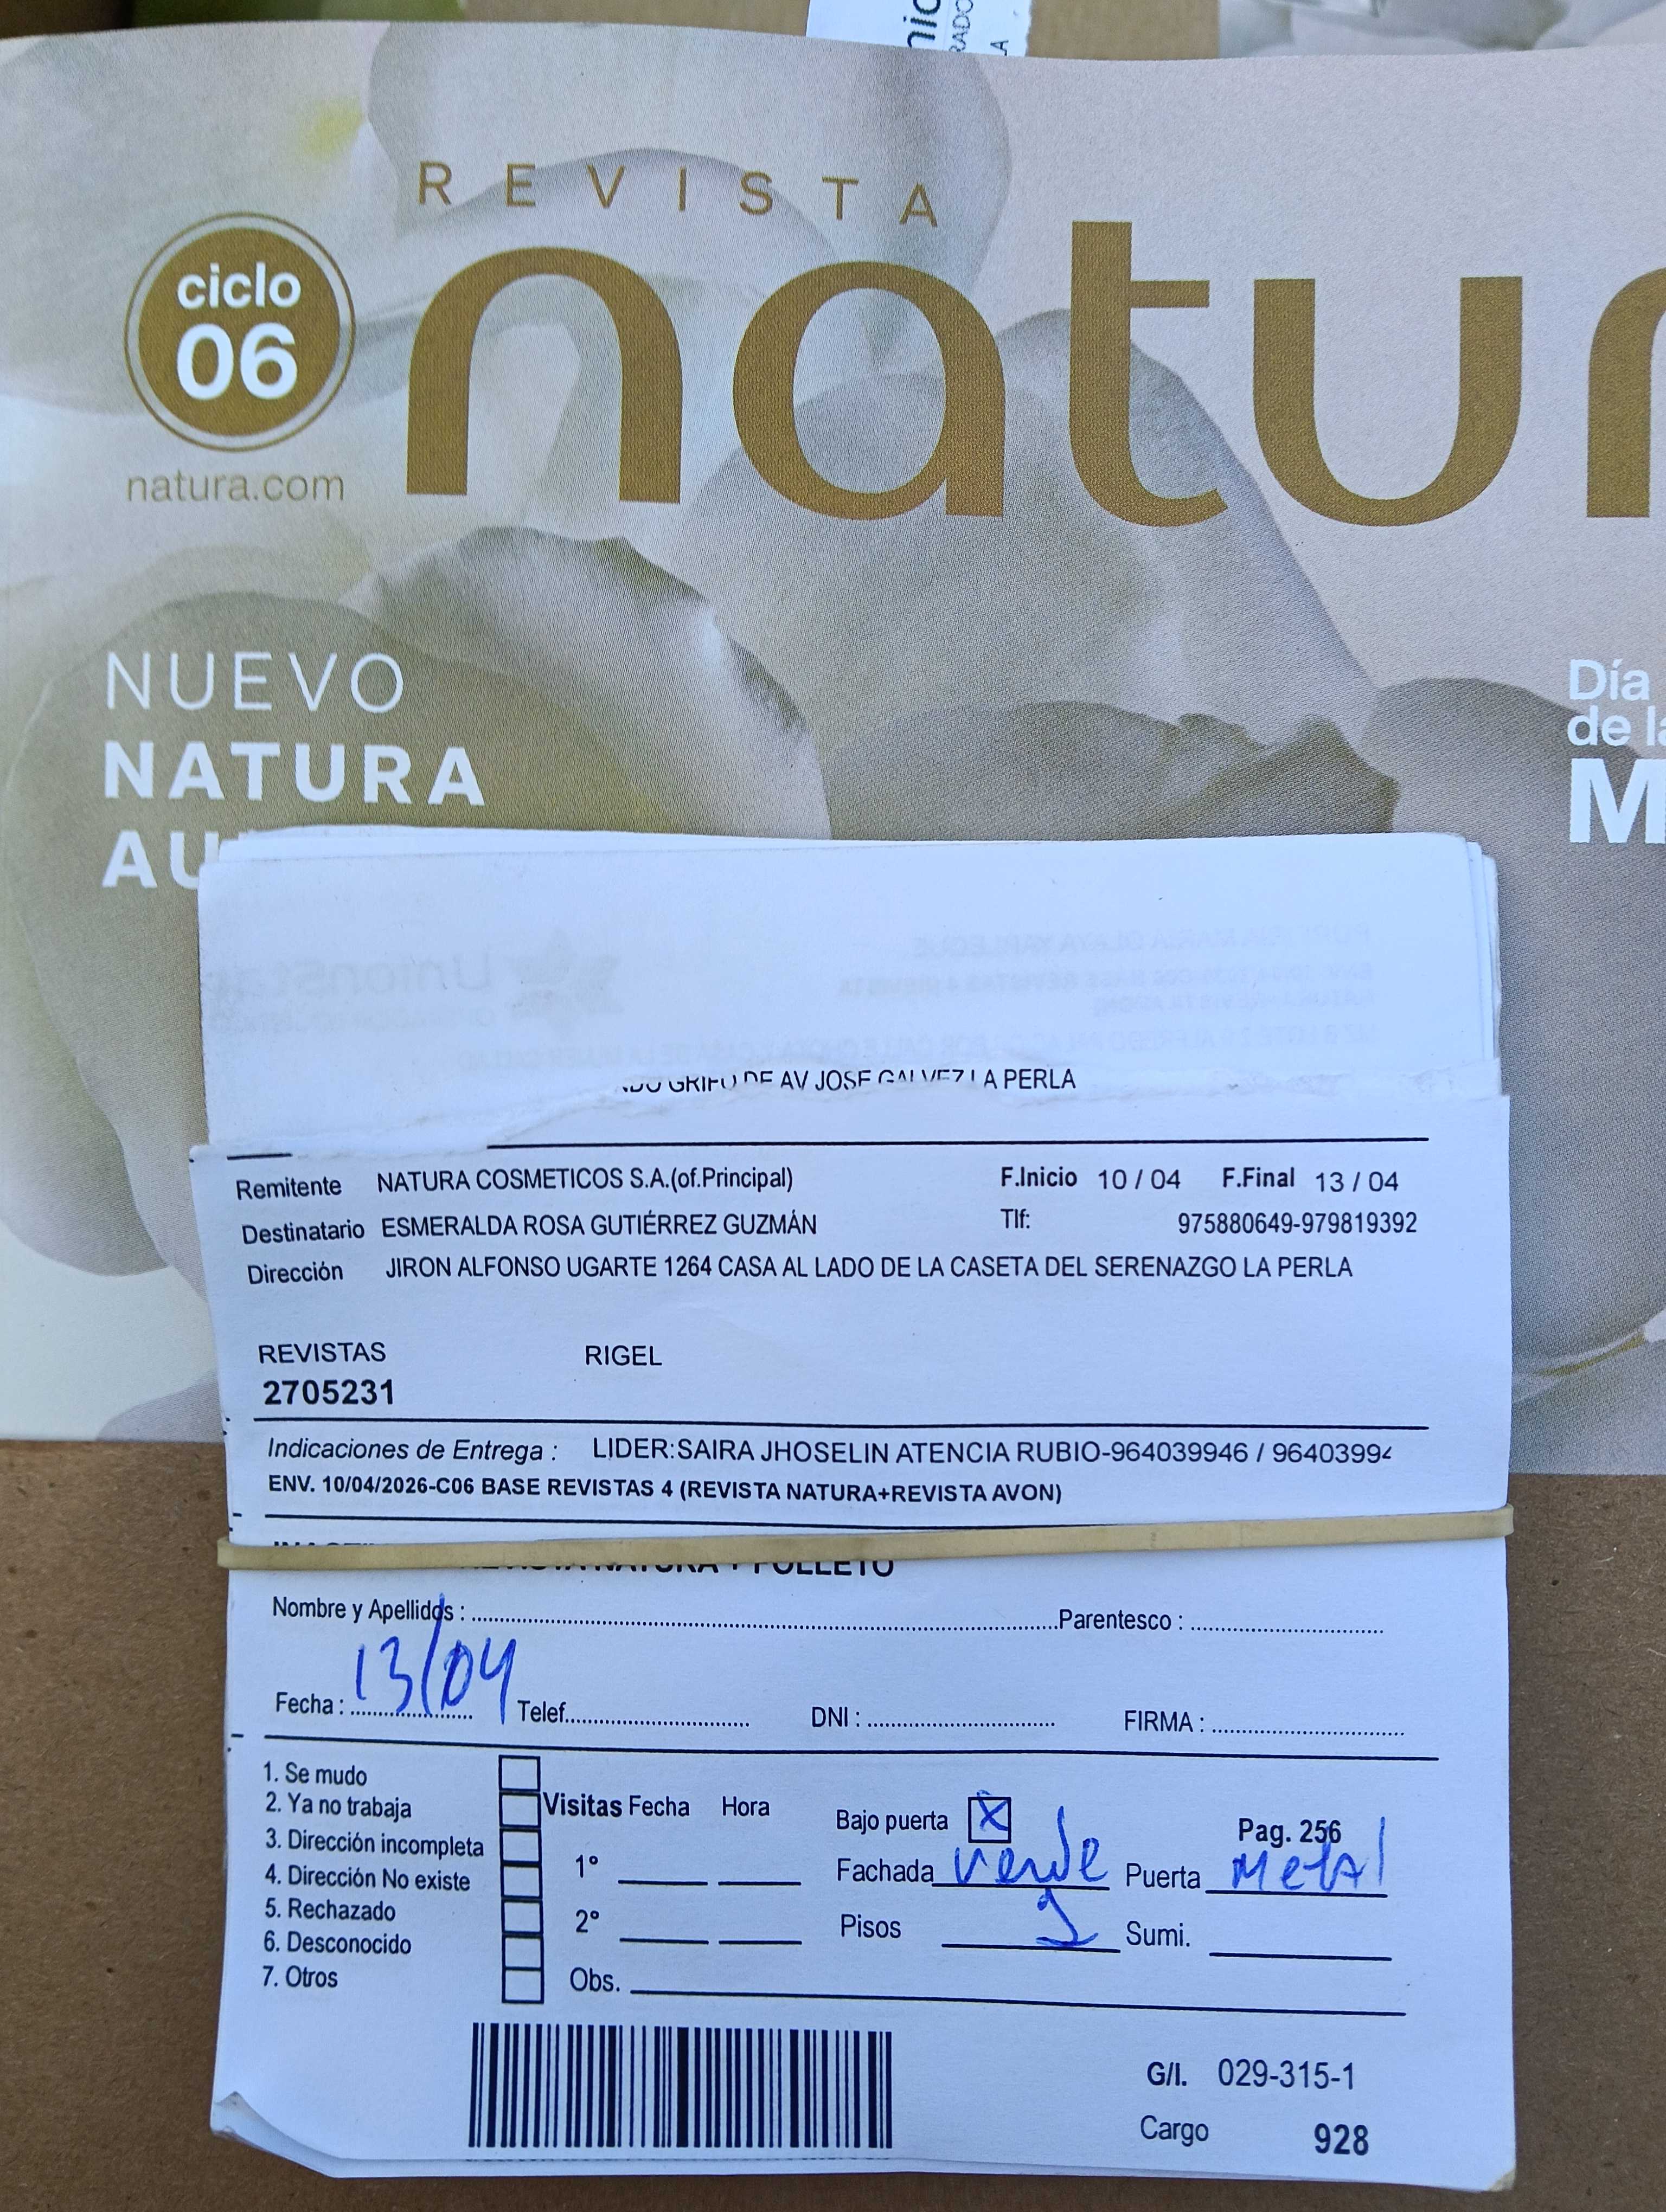 REVISTA
ciclo
06
natur
natura.com
NUEVO
NATURA
AU
Día
de la
M
GRIFO DE AV JOSE GALVEZ LA PERLA
Remitente NATURA COSMETICOS S.A.(of.Principal) F.Inicio 10 / 04 F.Final 13 / 04
Destinatario ESMERALDA ROSA GUTIÉRREZ GUZMÁN Tlf: 975880649-979819392
Dirección JIRON ALFONSO UGARTE 1264 CASA AL LADO DE LA CASETA DEL SERENAZGO LA PERLA
REVISTAS RIGEL
2705231
Indicaciones de Entrega : LIDER:SAIRA JHOSELIN ATENCIA RUBIO-964039946 / 96403994
ENV. 10/04/2026-C06 BASE REVISTAS 4 (REVISTA NATURA+REVISTA AVON)
NATURA + FOLLETO
Nombre y Apellidos : Parentesco :
Fecha : 13/04 Telef. DNI : FIRMA :
1. Se mudo
2. Ya no trabaja
3. Dirección incompleta
4. Dirección No existe
5. Rechazado
6. Desconocido
7. Otros
Visitas Fecha Hora
1º
2º
Obs.
Bajo puerta X Pag. 256
Fachada verde Puerta Metal
Pisos Sumi.
G/I. 029-315-1
Cargo 928